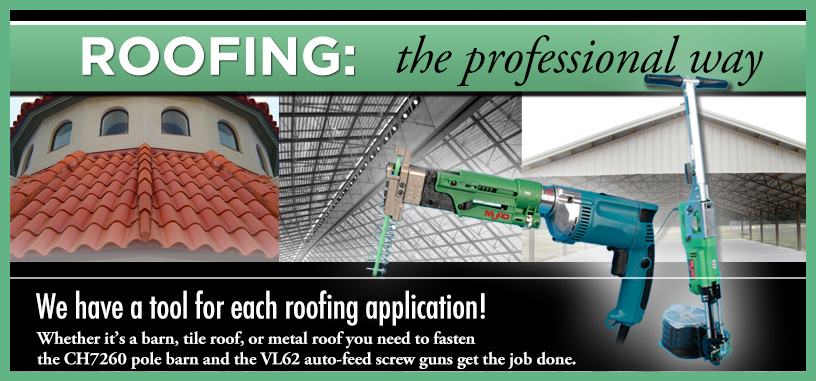 ROOFING: the professional way
MURO
We have a tool for each roofing application!
Whether it's a barn, tile roof, or metal roof you need to fasten
the CH7260 pole barn and the VL62 auto-feed screw guns get the job done.